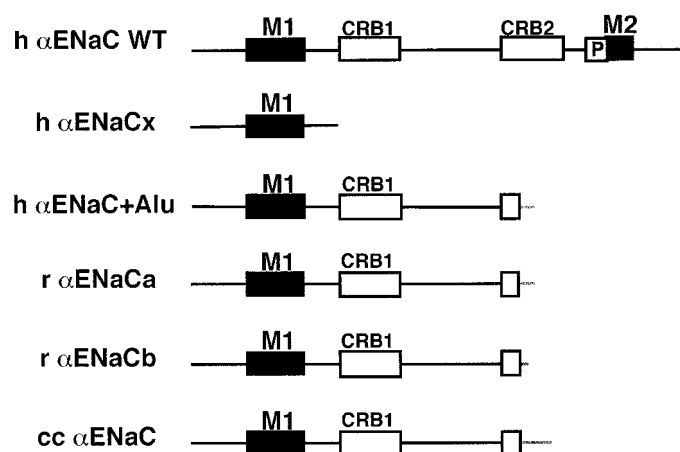 h αENaC WT M1 CRB1 CRB2 P M2
h αENaCx M1
h αENaC+Alu M1 CRB1
r αENaCa M1 CRB1
r αENaCb M1 CRB1
cc αENaC M1 CRB1